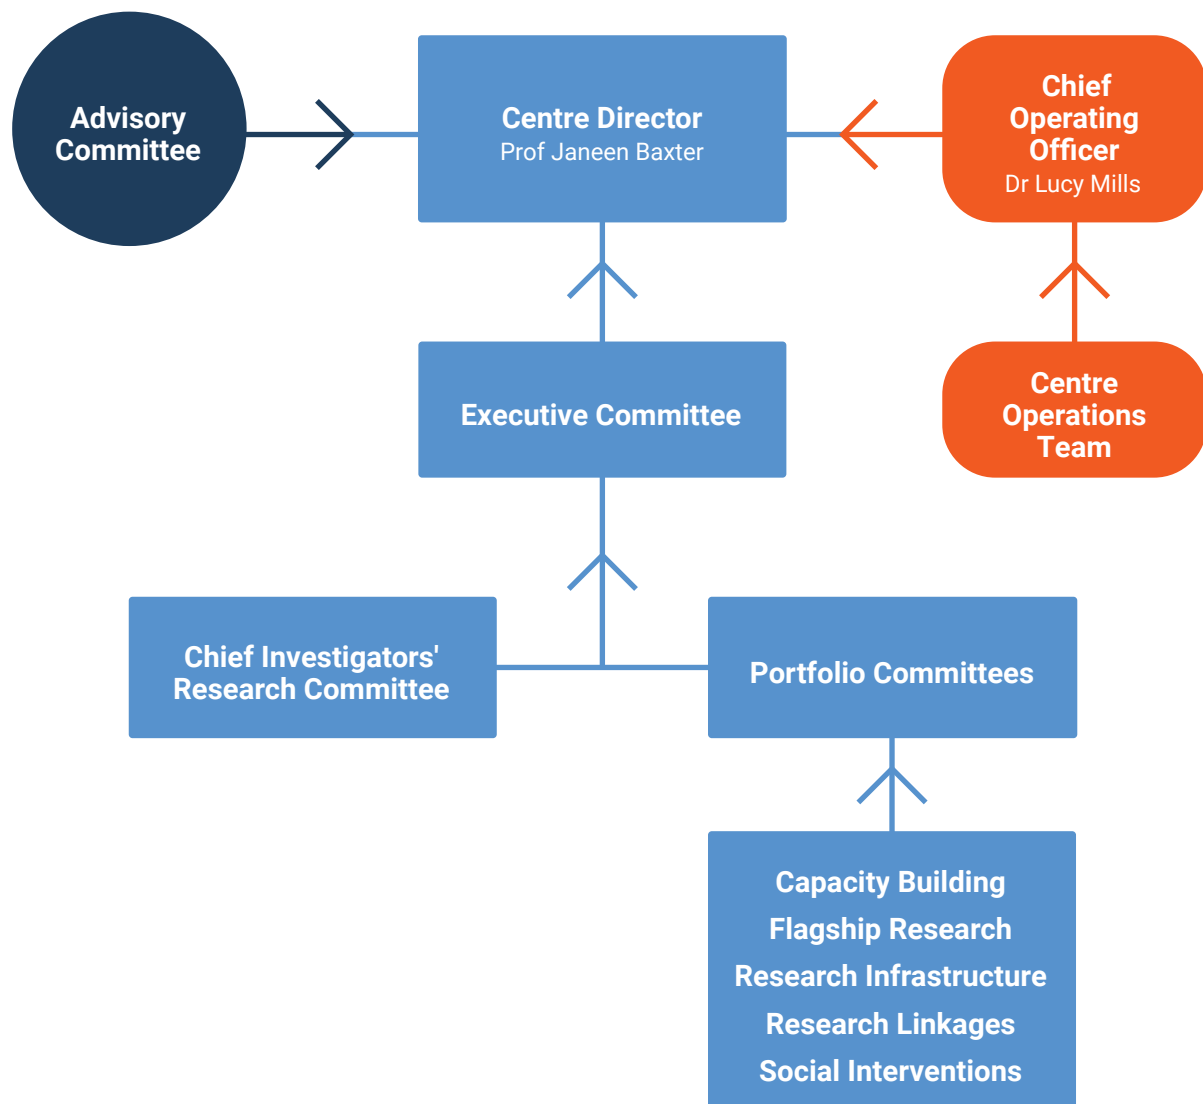 Advisory
Committee
Centre Director
Prof Janeen Baxter
Chief
Operating
Officer
Dr Lucy Mills
Executive Committee
Centre
Operations
Team
Chief Investigators'
Research Committee
Portfolio Committees
Capacity Building
Flagship Research
Research Infrastructure
Research Linkages
Social Interventions